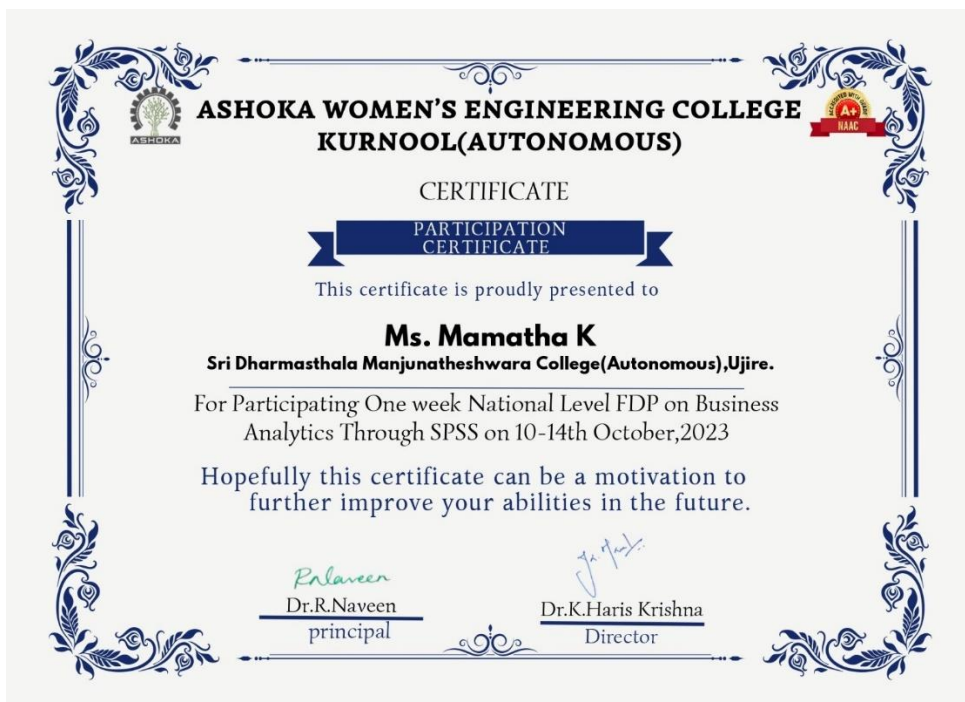 ASHOKA WOMEN'S ENGINEERING COLLEGE
KURNOOL(AUTONOMOUS)
ASHOKA
ACCREDITED WITH GRADE
A+
NAAC
CERTIFICATE
PARTICIPATION
CERTIFICATE
This certificate is proudly presented to
Ms. Mamatha K
Sri Dharmasthala Manjunatheshwara College(Autonomous),Ujire.
For Participating One week National Level FDP on Business
Analytics Through SPSS on 10-14th October,2023
Hopefully this certificate can be a motivation to
further improve your abilities in the future.
Dr.R.Naveen
principal
Dr.K.Haris Krishna
Director